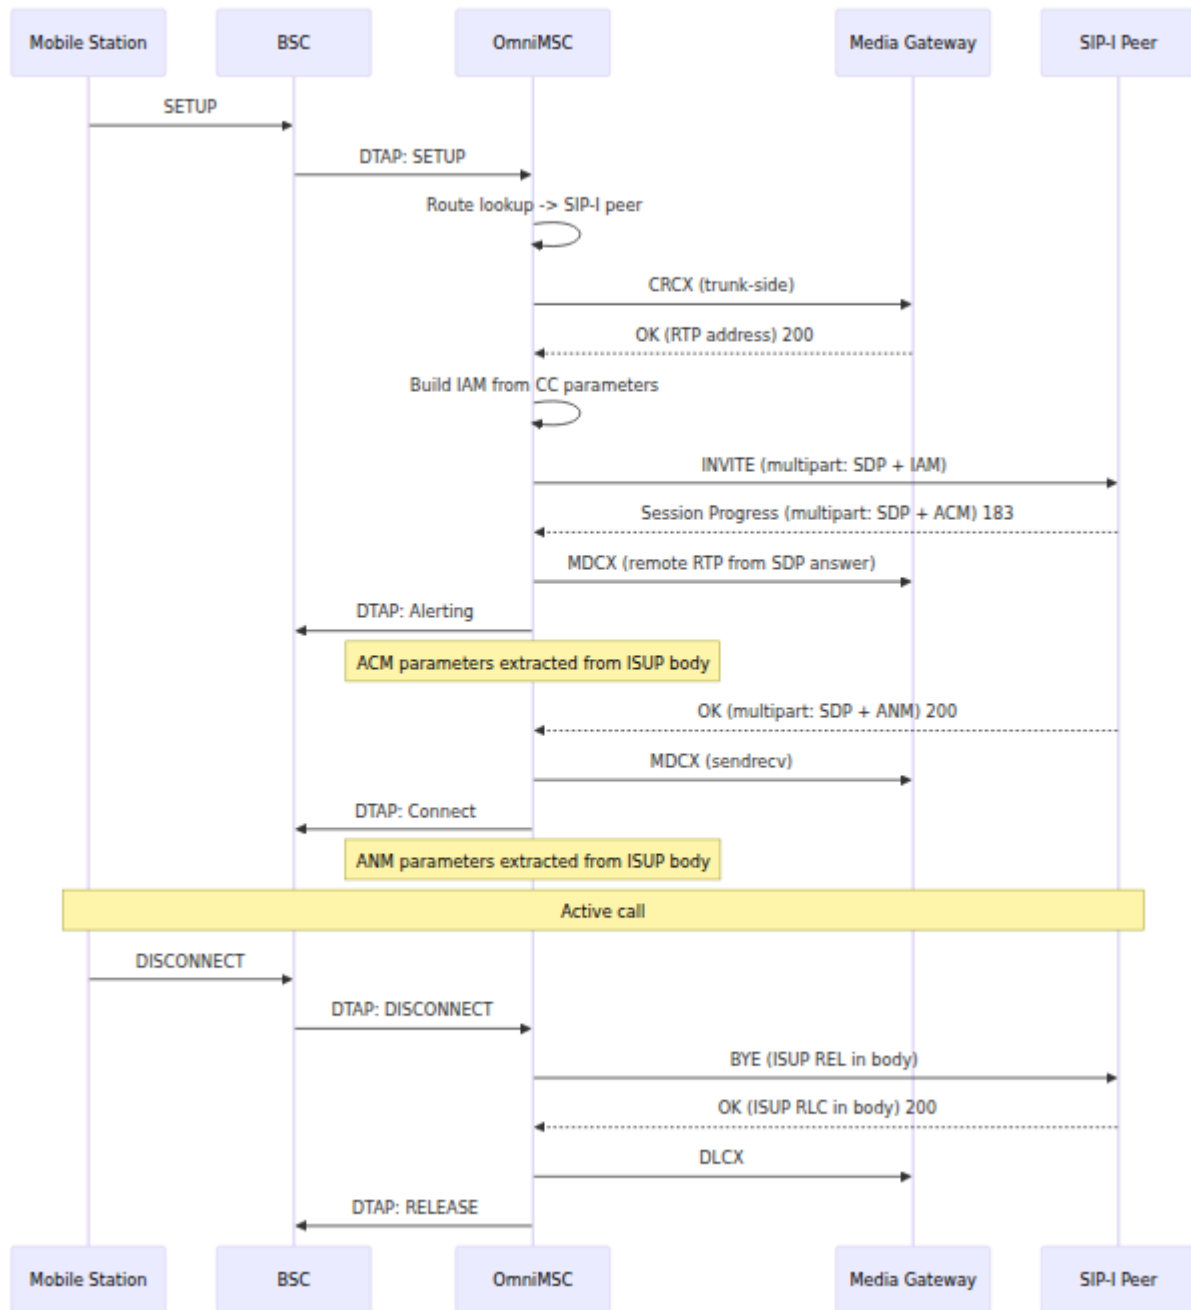 Mobile Station
BSC
OmniMSC
Media Gateway
SIP-I Peer
SETUP
DTAP: SETUP
Route lookup -> SIP-I peer
CRCX (trunk-side)
OK (RTP address) 200
Build IAM from CC parameters
INVITE (multipart: SDP + IAM)
Session Progress (multipart: SDP + ACM) 183
MDCX (remote RTP from SDP answer)
DTAP: Alerting
ACM parameters extracted from ISUP body
OK (multipart: SDP + ANM) 200
MDCX (sendrecv)
DTAP: Connect
ANM parameters extracted from ISUP body
Active call
DISCONNECT
DTAP: DISCONNECT
BYE (ISUP REL in body)
OK (ISUP RLC in body) 200
DLCX
DTAP: RELEASE
Mobile Station
BSC
OmniMSC
Media Gateway
SIP-I Peer